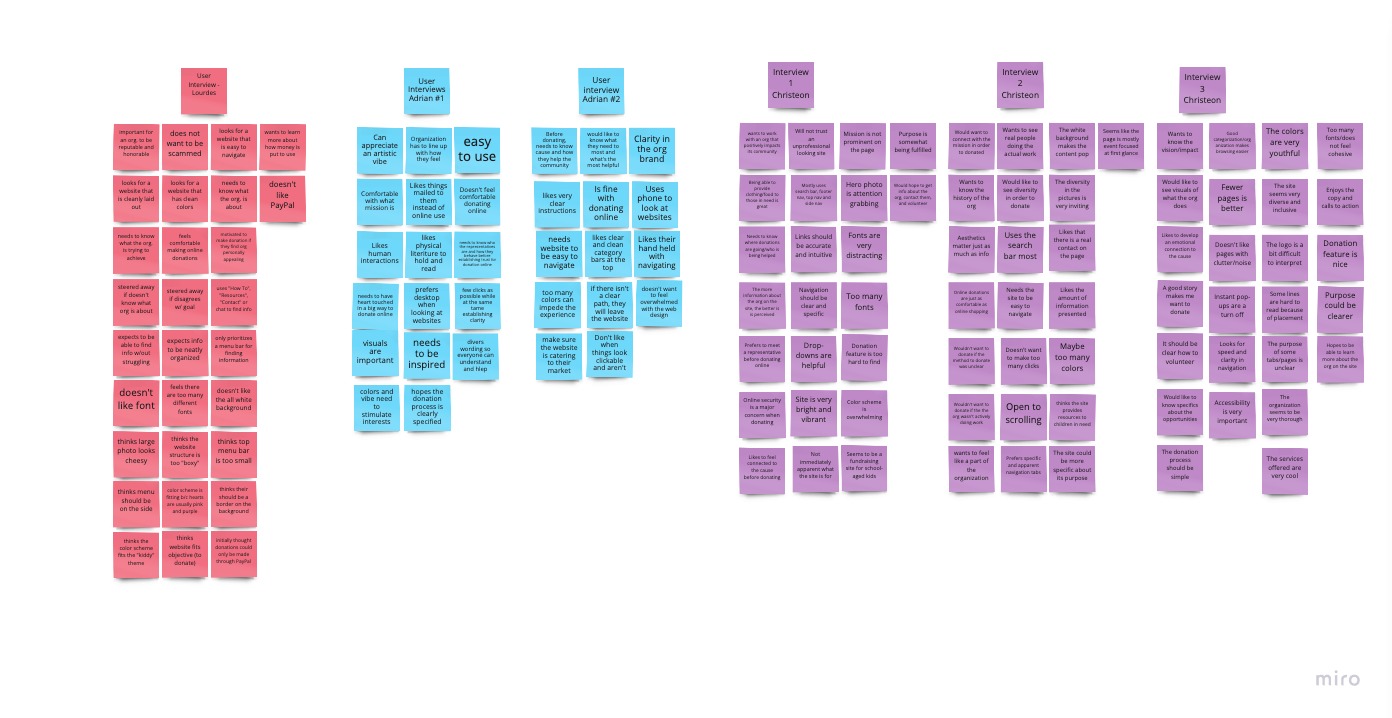 User
Interview -
Lourdes
important for
an org. to be
reputable and
honorable
does not
want to be
scammed
looks for a
website that
is easy to
navigate
wants to learn
more about
how money is
put to use
looks for a
website that
is cleanly laid
out
looks for a
website that
has clean
colors
needs to
know what
the org. is
about
doesn't
like
PayPal
needs to know
what the org.
is trying to
achieve
feels
comfortable
making online
donations
motivated to
make donation if
they find org
personally
appealing
steered away
if doesn't
know what
org is about
steered away
if disagrees
w/ goal
uses "How To",
"Resources",
"Contact" or
chat to find info
expects to be
able to find
info w/out
struggling
expects info
to be neatly
organized
only prioritizes
a menu bar for
finding
information
doesn't
like font
feels there
are too many
different
fonts
doesn't like
the all white
background
thinks large
photo looks
cheesy
thinks the
website
structure is
too "boxy"
thinks top
menu bar
is too small
thinks menu
should be
on the side
color scheme is
fitting b/c hearts
are usually pink
and purple
thinks their
should be a
border on the
background
thinks the
color scheme
fits the "kiddy"
theme
thinks
website fits
objective (to
donate)
initially thought
donations could
only be made
through PayPal
User
Interviews
Adrian #1
Can
appreciate
an artistic
vibe
Organization
has to line up
with how
they feel
easy
to use
Comfortable
with what
mission is
Likes things
mailed to
them
instead of
online use
Doesn't feel
comfortable
donating
online
Likes
human
interactions
likes
physical
literiture to
hold and
read
needs to have
heart touched
in a big way to
donate online
prefers
desktop
when
looking at
websites
few clicks as
possible while
at the same
tame
establishing
clarity
visuals
are
important
needs
to be
inspired
divers
wording so
everyone can
understand
and hlep
colors and
vibe need
to
stimulate
interests
hopes the
donation
process is
clearly
specified
User
interview
Adrian #2
Before
donating,
needs to know
cause and how
they help the
community
would like to
know what
they need to
most and
what's the
most helpful
Clarity in
the org
brand
likes very
clear
instructions
Is fine
with
donating
online
Uses
phone to
look at
websites
needs
website to
be easy to
navigate
likes clear
and clean
category
bars at the
top
Likes their
hand held
with
navigating
too many
colors can
impede the
experience
if there isn't
a clear
path, they
will leave
the website
doesn't want
to feel
overwhelmed
with the web
design
make sure
the website
is catering
to their
market
Don't like
when
things look
clickable
and aren't
Interview
1
Christeon
wants to work
with an org that
positively impacts
its community
Will not trust
an
unprofessional
looking site
Mission is not
prominent on
the page
Purpose is
somewhat
being fulfilled
Being able to
provide
clothing/food to
those in need is
great
Mostly uses
search bar, footer
nav, top nav and
side nav
Hero photo
is attention
grabbing
Would hope to get
info about the
org, contact them,
and volunteer
Needs to know
where donations
are going/who is
being helped
Links should
be accurate
and intuitive
Fonts are
very
distracting
The more
information about
the org on the
site, the better is
is perceived
Navigation
should be
clear and
specific
Too many
fonts
Prefers to meet
a representative
before donating
online
Drop-
downs are
helpful
Donation
feature is too
hard to find
Online security
is a major
concern when
donating
Site is very
bright and
vibrant
Color scheme
is
overwhelming
Likes to feel
connected to
the cause
before donating
Not
immediately
apparent what
the site is for
Seems to be a
fundraising
site for school-
aged kids
Interview
2
Christeon
Would want to
connect with the
mission in order
to donated
Wants to see
real people
doing the
actual work
The white
background
makes the
content pop
Seems like the
page is mostly
event focused
at first glance
Wants to
know the
history of the
org
Would like to
see diversity
in order to
donate
The diversity
in the
pictures is
very inviting
Aesthetics
matter just as
much as info
Uses the
search
bar most
Likes that
there is a real
contact on
the page
Online donations
are just as
comfortable as
online shopping
Needs the
site to be
easy to
navigate
Likes the
amount of
information
presented
Wouldn't want to
donate if the
method to donate
was unclear
Doesn't want
to make too
many clicks
Maybe
too many
colors
Wouldn't want to
donate if the the
org wasn't actively
doing work
Open to
scrolling
thinks the site
provides
resources to
children in need
wants to feel
like a part of
the
organization
Prefers specific
and apparent
navigation tabs
The site could
be more
specific about
its purpose
Interview
3
Christeon
Wants to
know the
vision/impact
Good
categorization/org
anization makes
browsing easier
The colors
are very
youthful
Too many
fonts/does
not feel
cohesive
Would like to
see visuals of
what the org
does
Fewer
pages is
better
The site
seems very
diverse and
inclusive
Enjoys the
copy and
calls to action
Likes to develop
an emotional
connection to
the cause
Doesn't like
pages with
clutter/noise
The logo is a
bit difficult
to interpret
Donation
feature is
nice
A good story
makes me
want to
donate
Instant pop-
ups are a
turn off
Some lines
are hard to
read because
of placement
Purpose
could be
clearer
It should be
clear how to
volunteer
Looks for
speed and
clarity in
navigation
The purpose
of some
tabs/pages is
unclear
Hopes to be
able to learn
more about the
org on the site
Would like to
know specifics
about the
opportunities
Accessibility
is very
important
The
organization
seems to be
very thorough
The donation
process
should be
simple
The services
offered are
very cool
miro